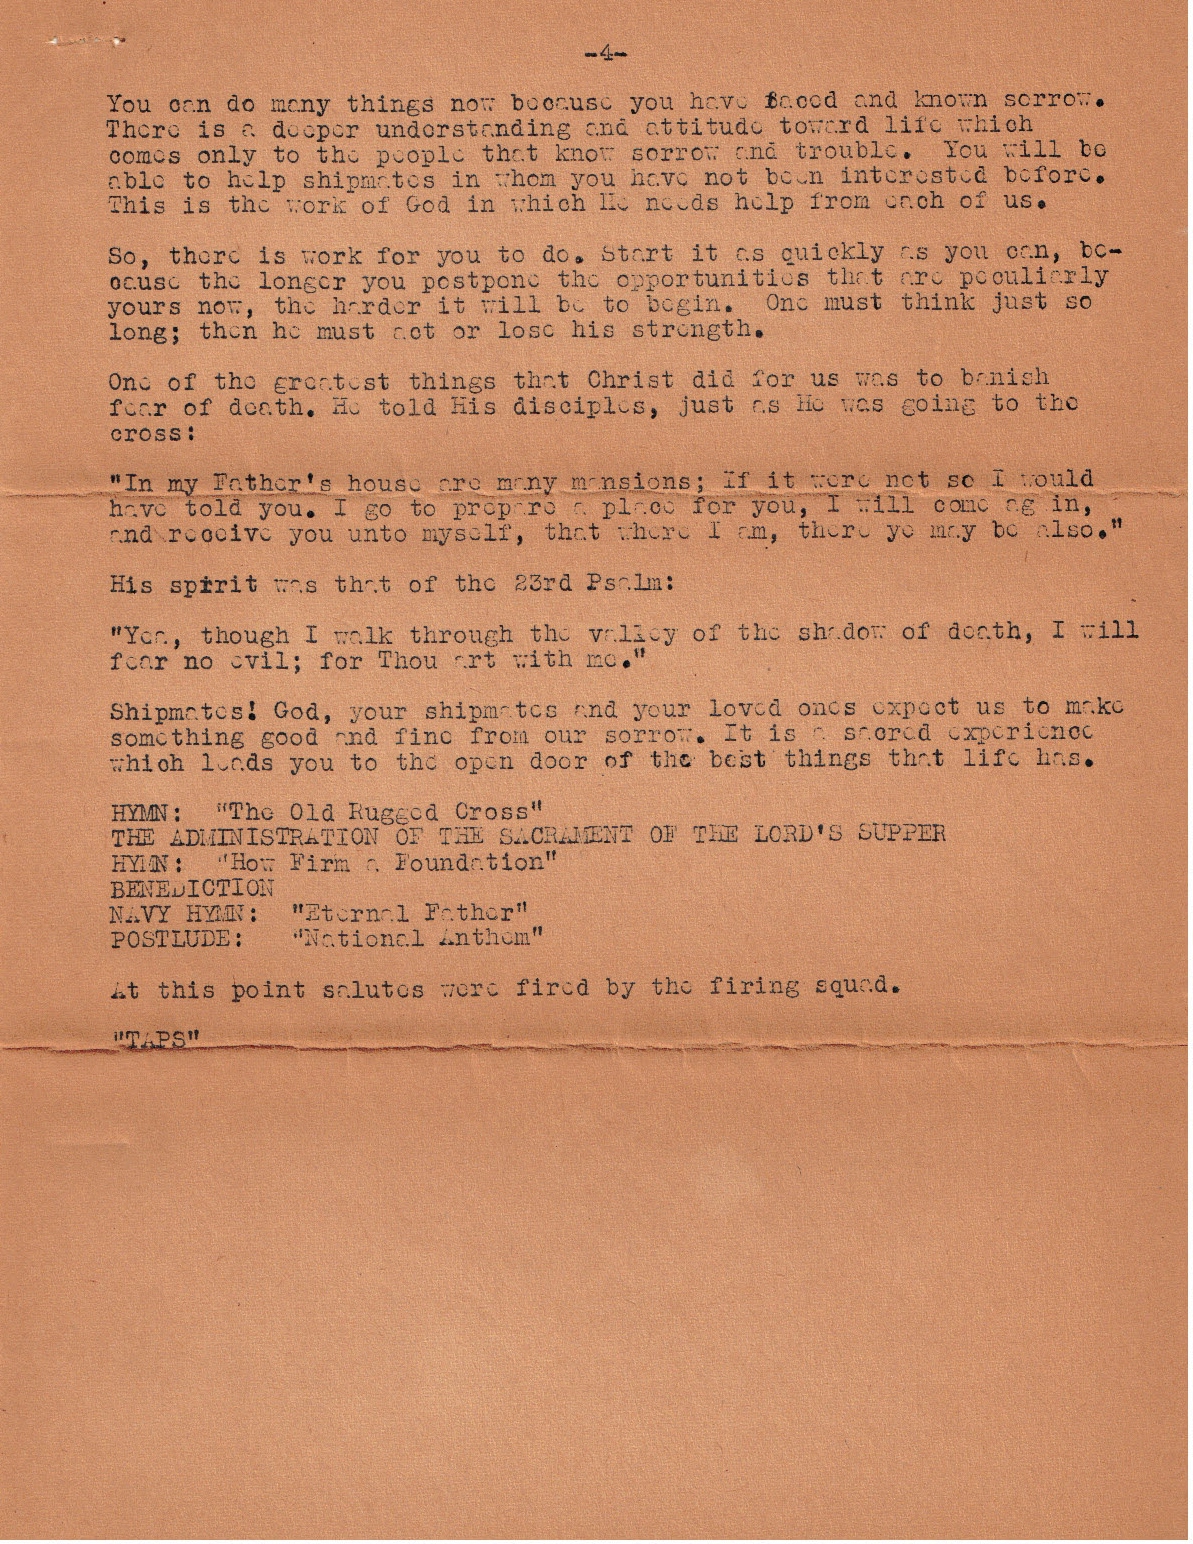 -4-
You can do many things now because you have faced and known sorrow.
There is a deeper understanding and attitude toward life which
comes only to the people that know sorrow and trouble.  You will be
able to help shipmates in whom you have not been interested before.
This is the work of God in which He needs help from each of us.
So, there is work for you to do. Start it as quickly as you can, be-
cause the longer you postpone the opportunities that are peculiarly
yours now, the harder it will be to begin.  One must think just so
long; then he must act or lose his strength.
One of the greatest things that Christ did for us was to banish
fear of death. He told His disciples, just as He was going to the
cross:
"In my Father's house are many mansions; If it were not so I would
have told you. I go to prepare a place for you, I will come again,
and receive you unto myself, that where I am, there ye may be also."
His spirit was that of the 23rd Psalm:
"Yea, though I walk through the valley of the shadow of death, I will
fear no evil; for Thou art with me."
Shipmates! God, your shipmates and your loved ones expect us to make
something good and fine from our sorrow. It is a sacred experience
which leads you to the open door of the best things that life has.
HYMN:  "The Old Rugged Cross"
THE ADMINISTRATION OF THE SACRAMENT OF THE LORD'S SUPPER
HYMN:  "How Firm a Foundation"
BENEDICTION
NAVY HYMN:  "Eternal Father"
POSTLUDE:   "National Anthem"
At this point salutes were fired by the firing squad.
"TAPS"